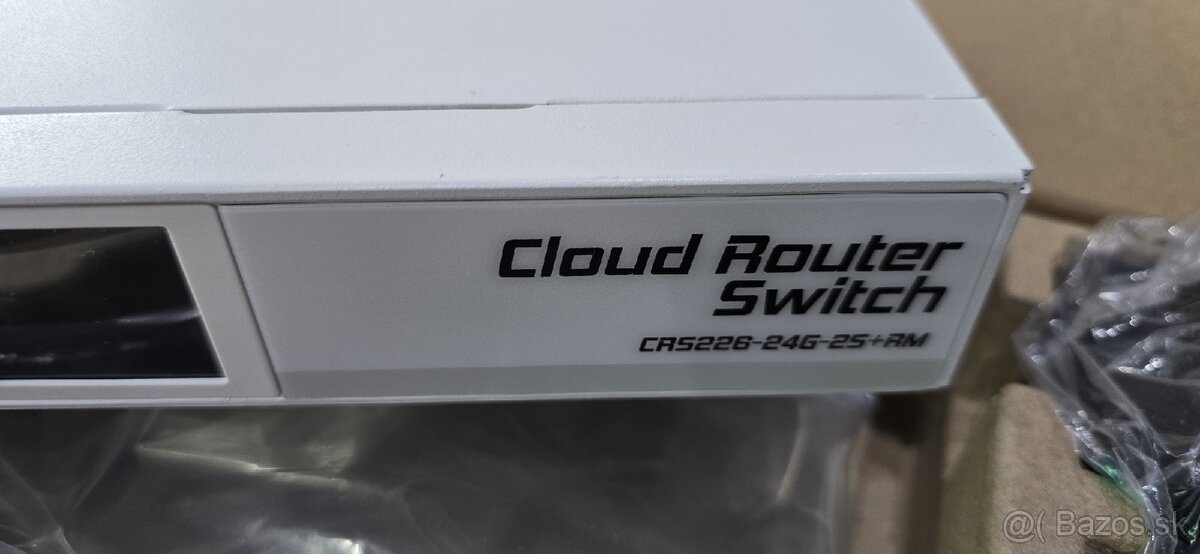 Cloud Router
Switch
CRS226-24G-2S+RM
@( Bazos.sk